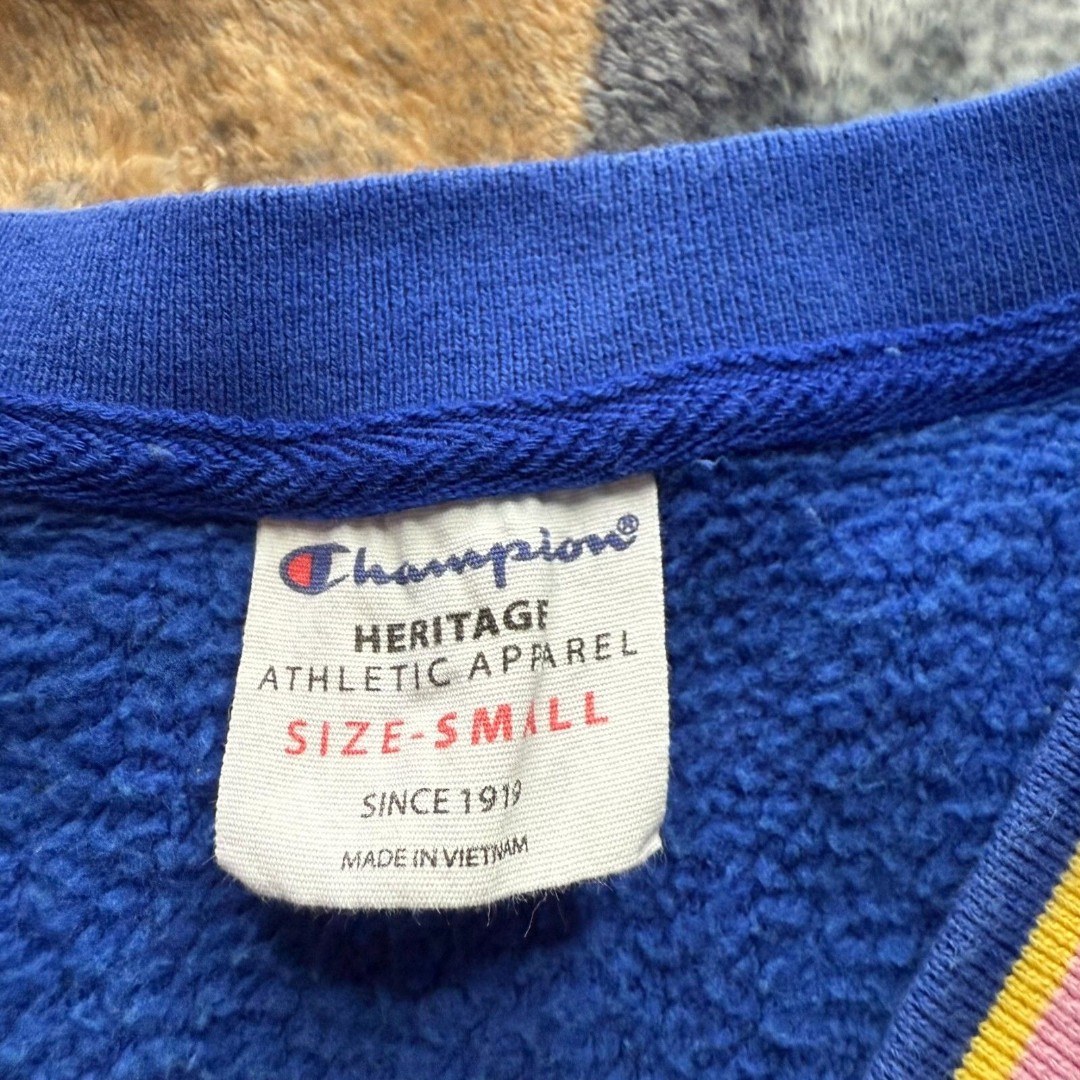 Champion®
HERITAGE
ATHLETIC APPAREL
SIZE-SMALL
SINCE 1919
MADE IN VIETNAM